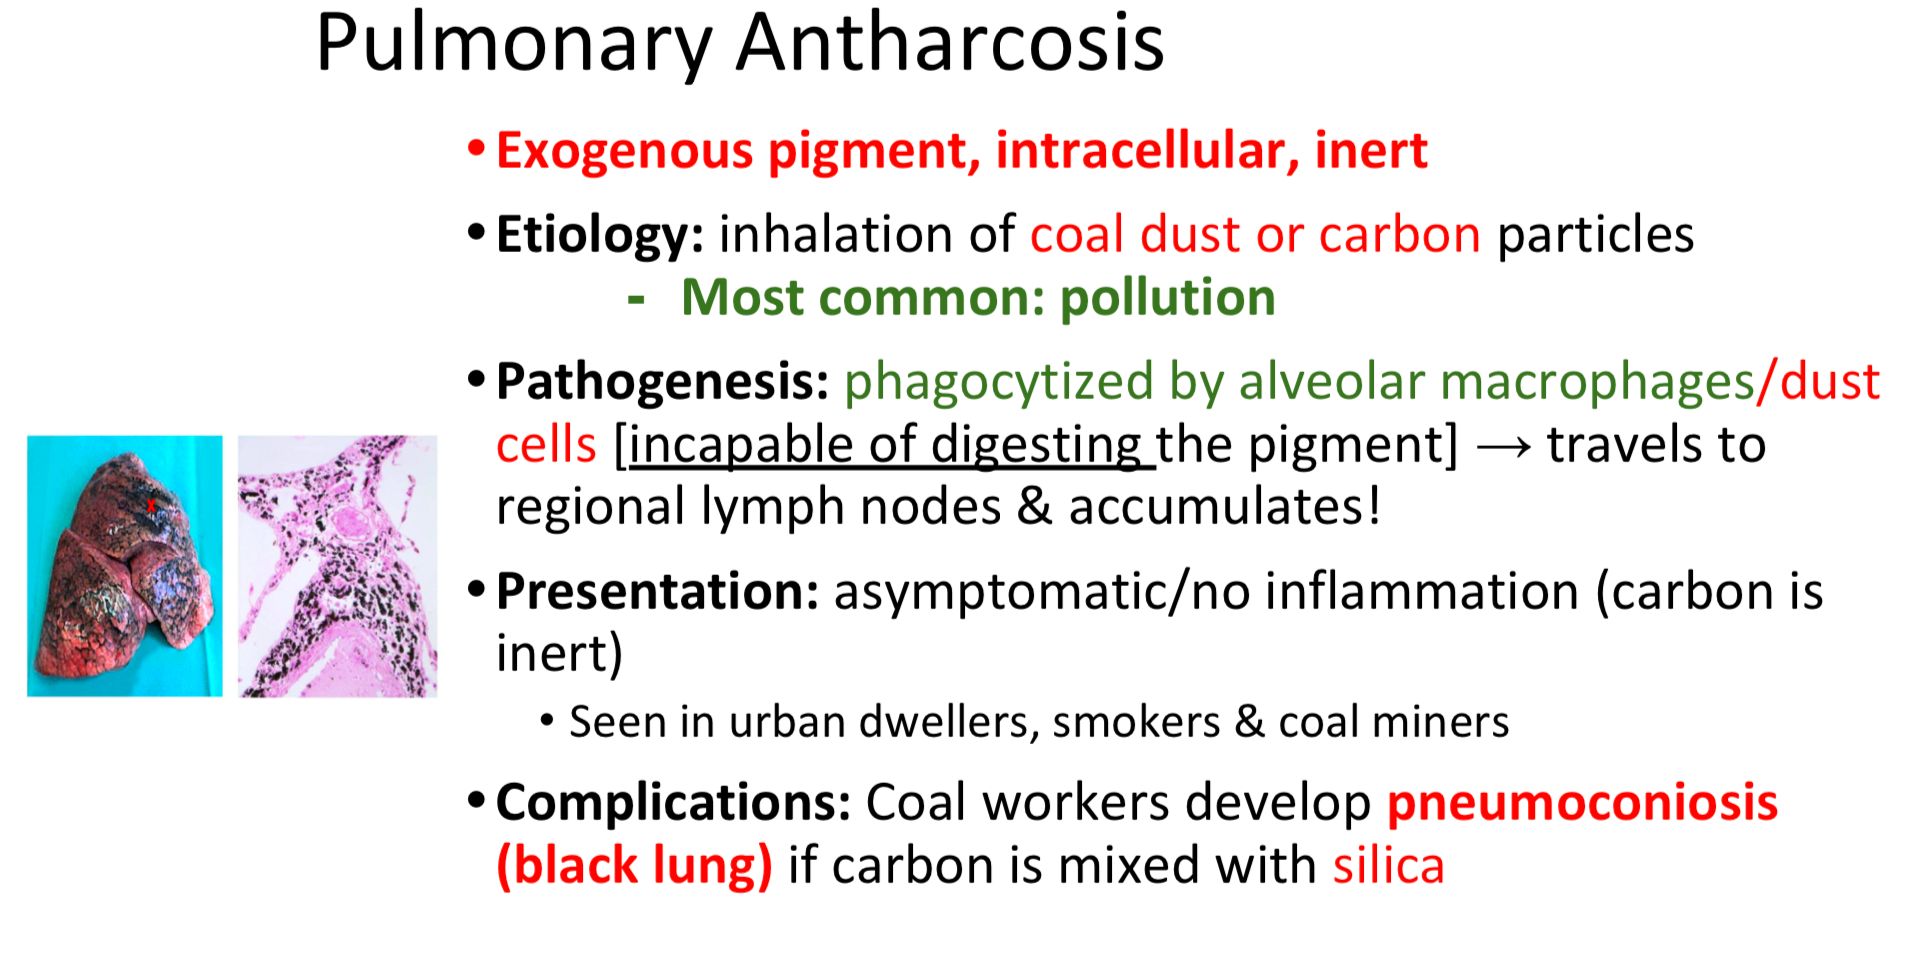 Pulmonary Antharcosis
• Exogenous pigment, intracellular, inert
• Etiology: inhalation of coal dust or carbon particles
- Most common: pollution
• Pathogenesis: phagocytized by alveolar macrophages/dust
cells [incapable of digesting the pigment] → travels to
regional lymph nodes & accumulates!
• Presentation: asymptomatic/no inflammation (carbon is
inert)
• Seen in urban dwellers, smokers & coal miners
• Complications: Coal workers develop pneumoconiosis
(black lung) if carbon is mixed with silica
x